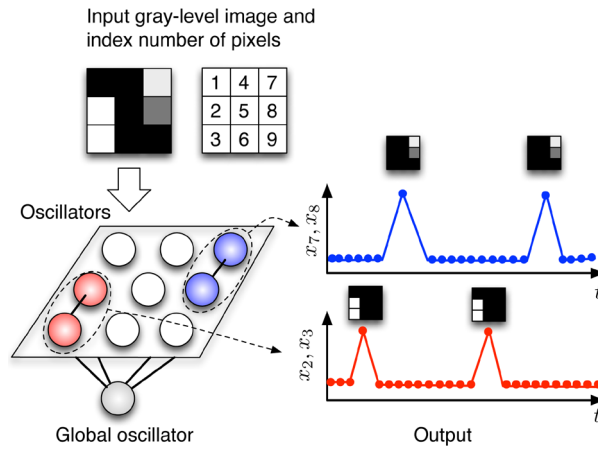 Input gray-level image and
index number of pixels
1 4 7
2 5 8
3 6 9
Oscillators
x7, x8
t
x2, x3
t
Global oscillator
Output